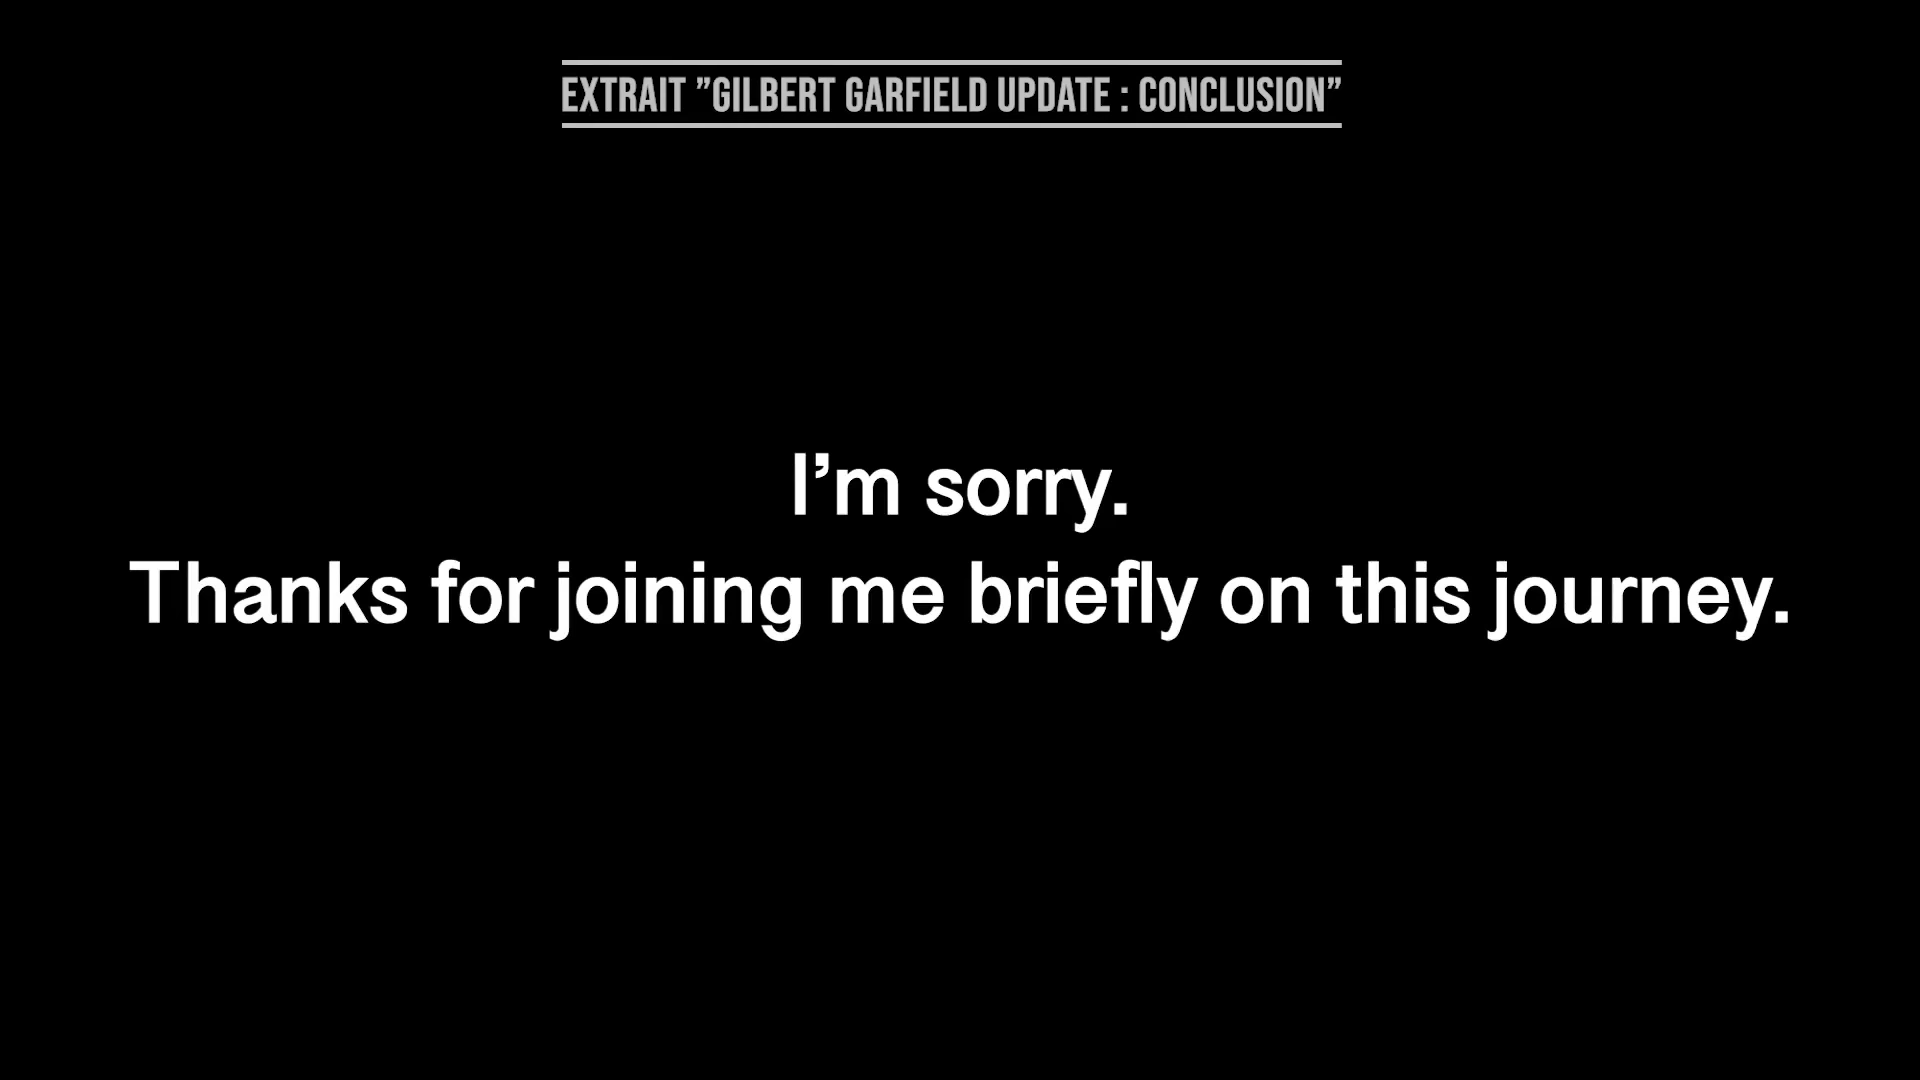 EXTRAIT ”GILBERT GARFIELD UPDATE : CONCLUSION”
I’m sorry.
Thanks for joining me briefly on this journey.